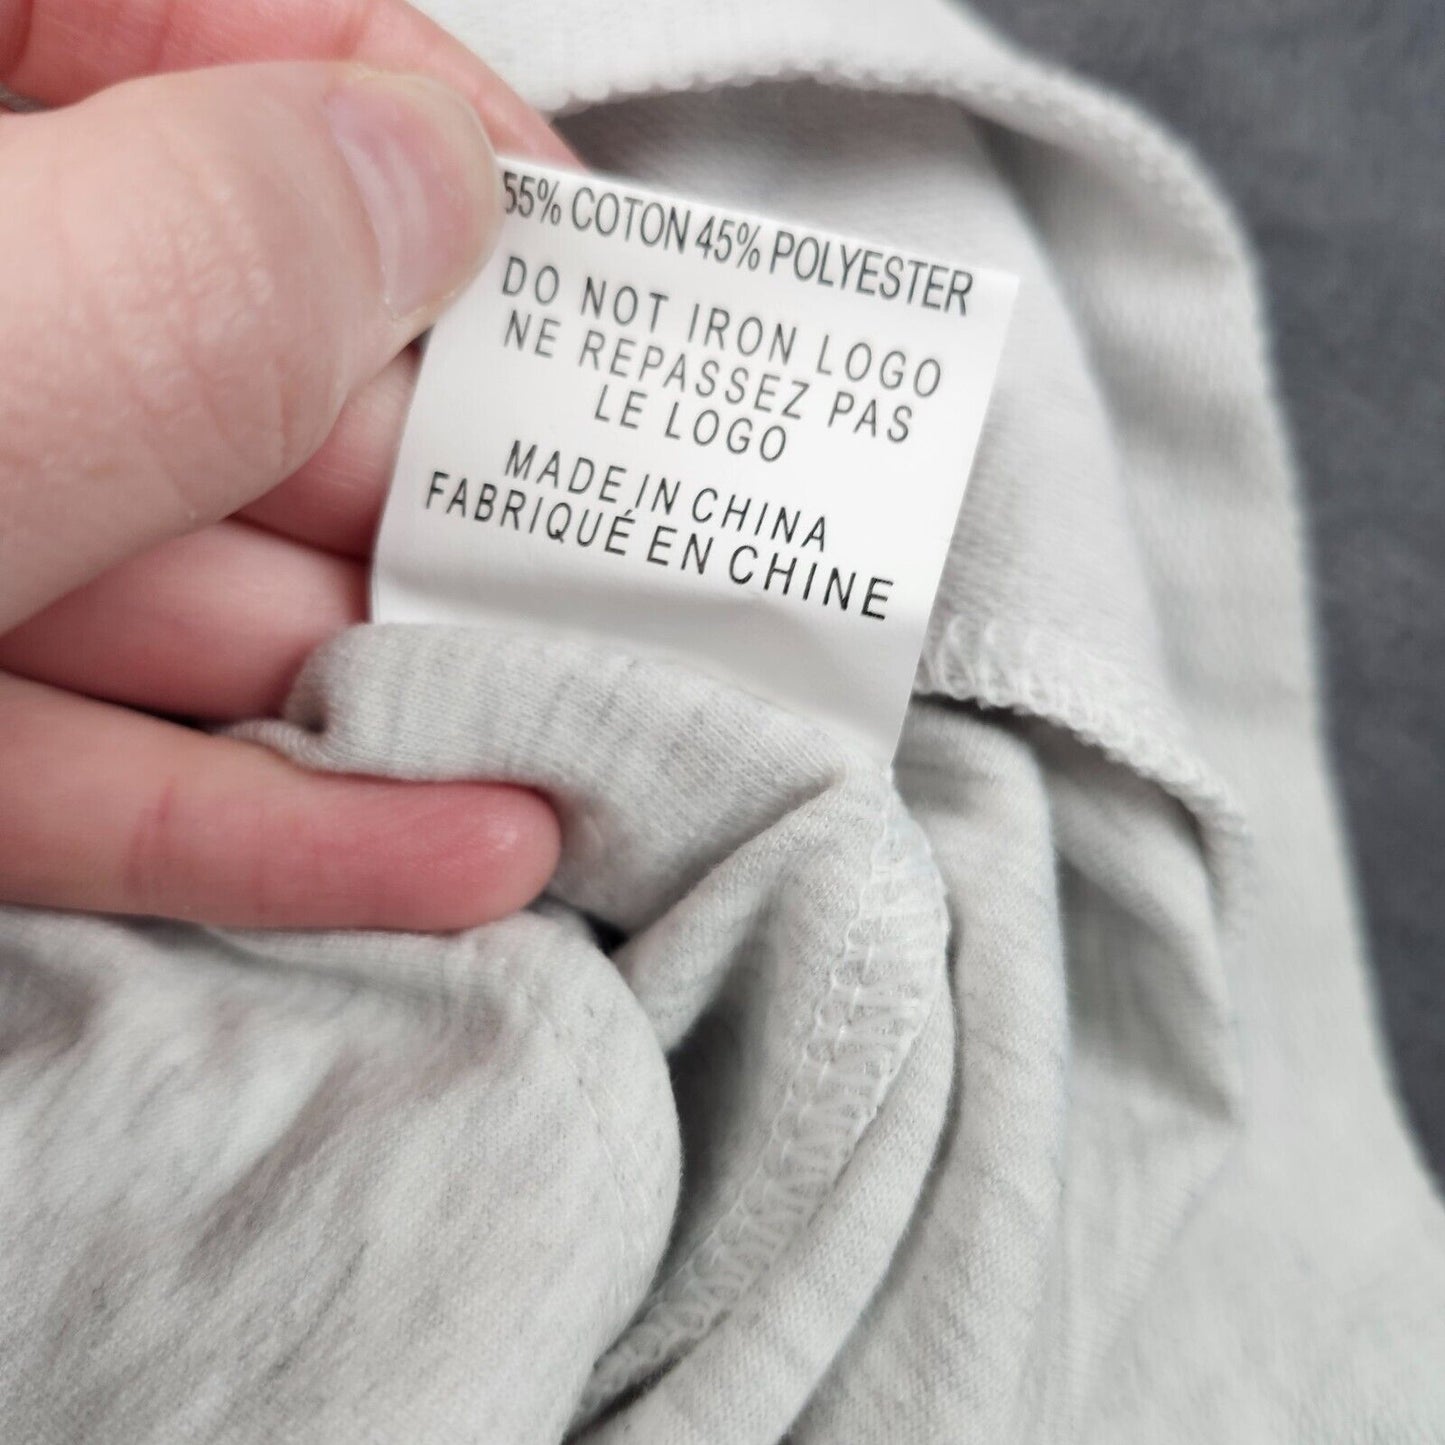 55% COTON 45% POLYESTER
DO NOT IRON LOGO
NE REPASSEZ PAS
LE LOGO
MADE IN CHINA
FABRIQUÉ EN CHINE